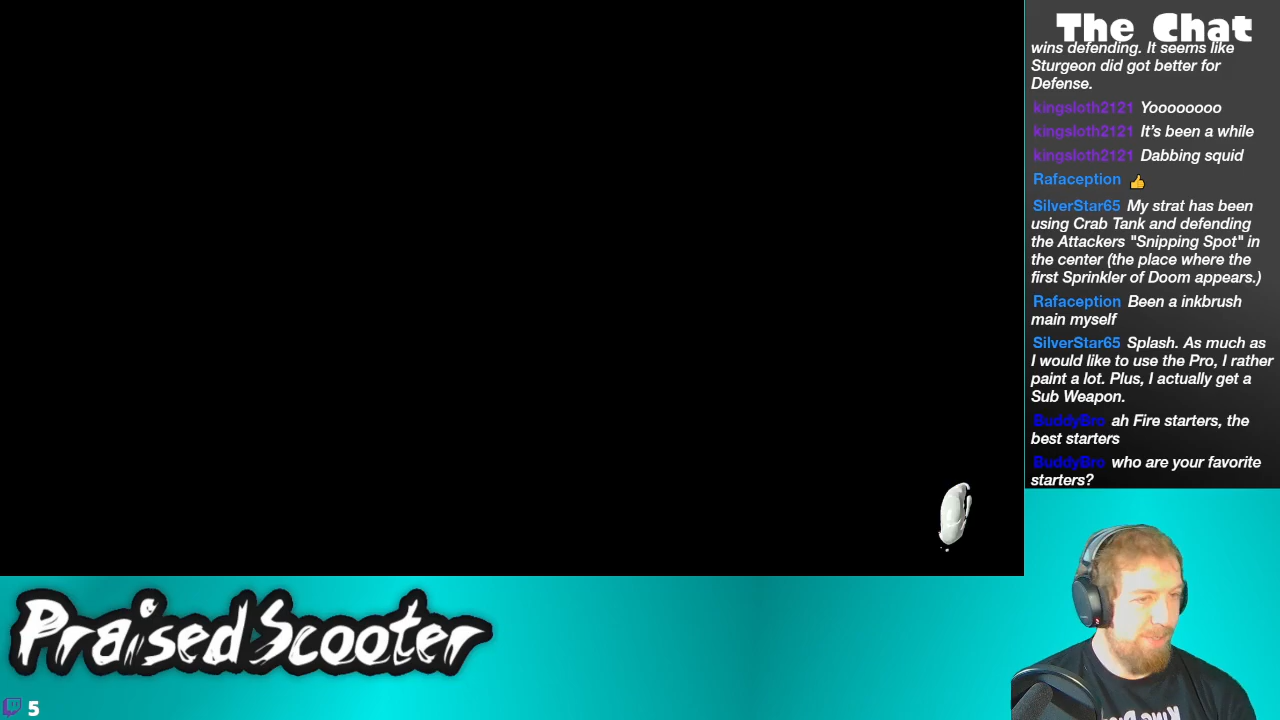 The Chat
wins defending. It seems like
Sturgeon did got better for
Defense.
kingsloth2121 Yoooooooo
kingsloth2121 It's been a while
kingsloth2121 Dabbing squid
Rafaception 👍
SilverStar65 My strat has been
using Crab Tank and defending
the Attackers "Snipping Spot" in
the center (the place where the
first Sprinkler of Doom appears.)
Rafaception Been a inkbrush
main myself
SilverStar65 Splash. As much as
I would like to use the Pro, I rather
paint a lot. Plus, I actually get a
Sub Weapon.
BuddyBro ah Fire starters, the
best starters
BuddyBro who are your favorite
starters?
PraisedScooter
5